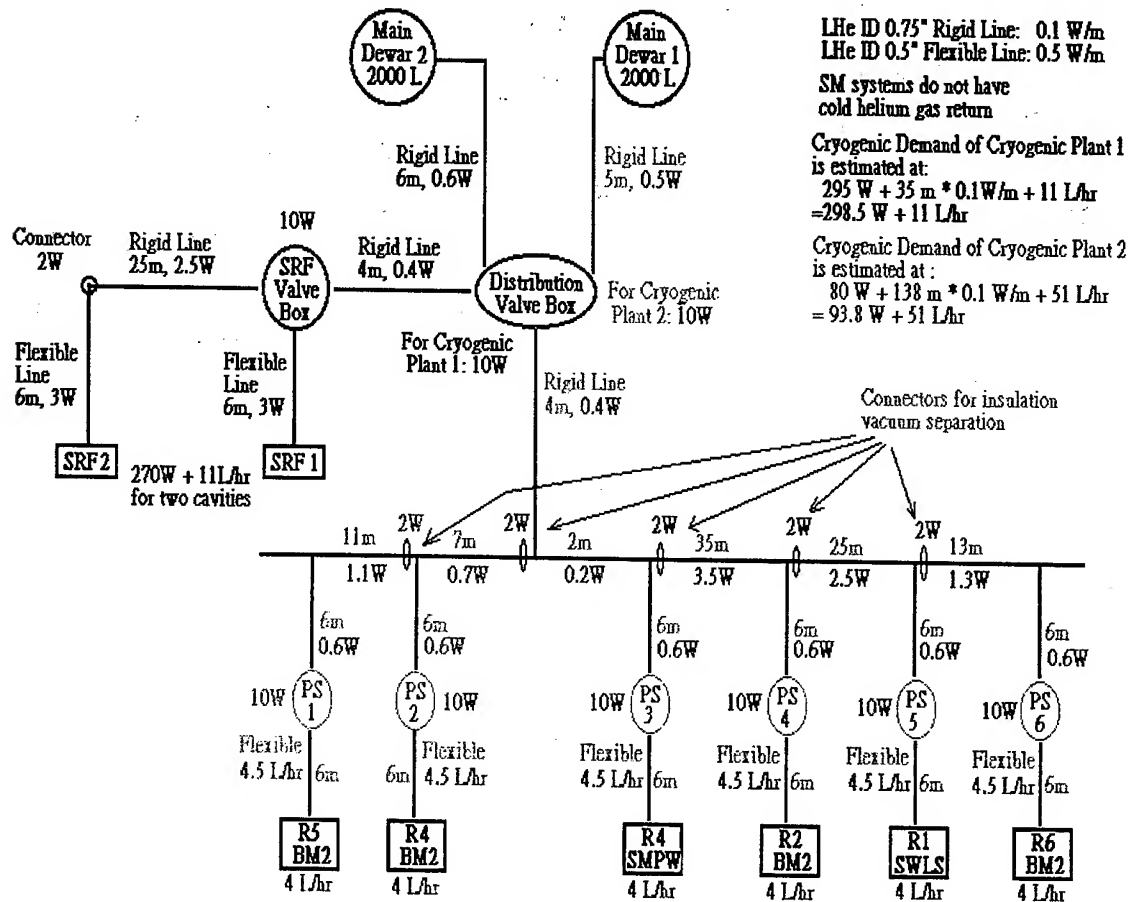 Main
Dewar 2
2000 L
Main
Dewar 1
2000 L
LHe ID 0.75" Rigid Line: 0.1 W/m
LHe ID 0.5" Flexible Line: 0.5 W/m
SM systems do not have
cold helium gas return
Cryogenic Demand of Cryogenic Plant 1
is estimated at:
295 W + 35 m * 0.1W/m + 11 L/hr
=298.5 W + 11 L/hr
Cryogenic Demand of Cryogenic Plant 2
is estimated at :
80 W + 138 m * 0.1 W/m + 51 L/hr
= 93.8 W + 51 L/hr
Rigid Line
6m, 0.6W
Rigid Line
5m, 0.5W
Connector
2W
Rigid Line
25m, 2.5W
10W
SRF
Valve
Box
Rigid Line
4m, 0.4W
Distribution
Valve Box
For Cryogenic
Plant 2: 10W
For Cryogenic
Plant 1: 10W
Flexible
Line
6m, 3W
Flexible
Line
6m, 3W
Rigid Line
4m, 0.4W
Connectors for insulation
vacuum separation
SRF 2
SRF 1
270W + 11L/hr
for two cavities
11m
2W
7m
2W
2m
2W
35m
2W
25m
2W
13m
1.1W
0.7W
0.2W
3.5W
2.5W
1.3W
6m
0.6W
6m
0.6W
6m
0.6W
6m
0.6W
6m
0.6W
6m
0.6W
10W
PS
1
PS
2
10W
10W
PS
3
10W
PS
4
10W
PS
5
10W
PS
6
Flexible
4.5 L/hr
6m
6m
Flexible
4.5 L/hr
Flexible
4.5 L/hr
6m
Flexible
4.5 L/hr
6m
Flexible
4.5 L/hr
6m
Flexible
4.5 L/hr
6m
R5
BM2
4 L/hr
R4
BM2
4 L/hr
R4
SMPW
4 L/hr
R2
BM2
4 L/hr
R1
SWLS
4 L/hr
R6
BM2
4 L/hr